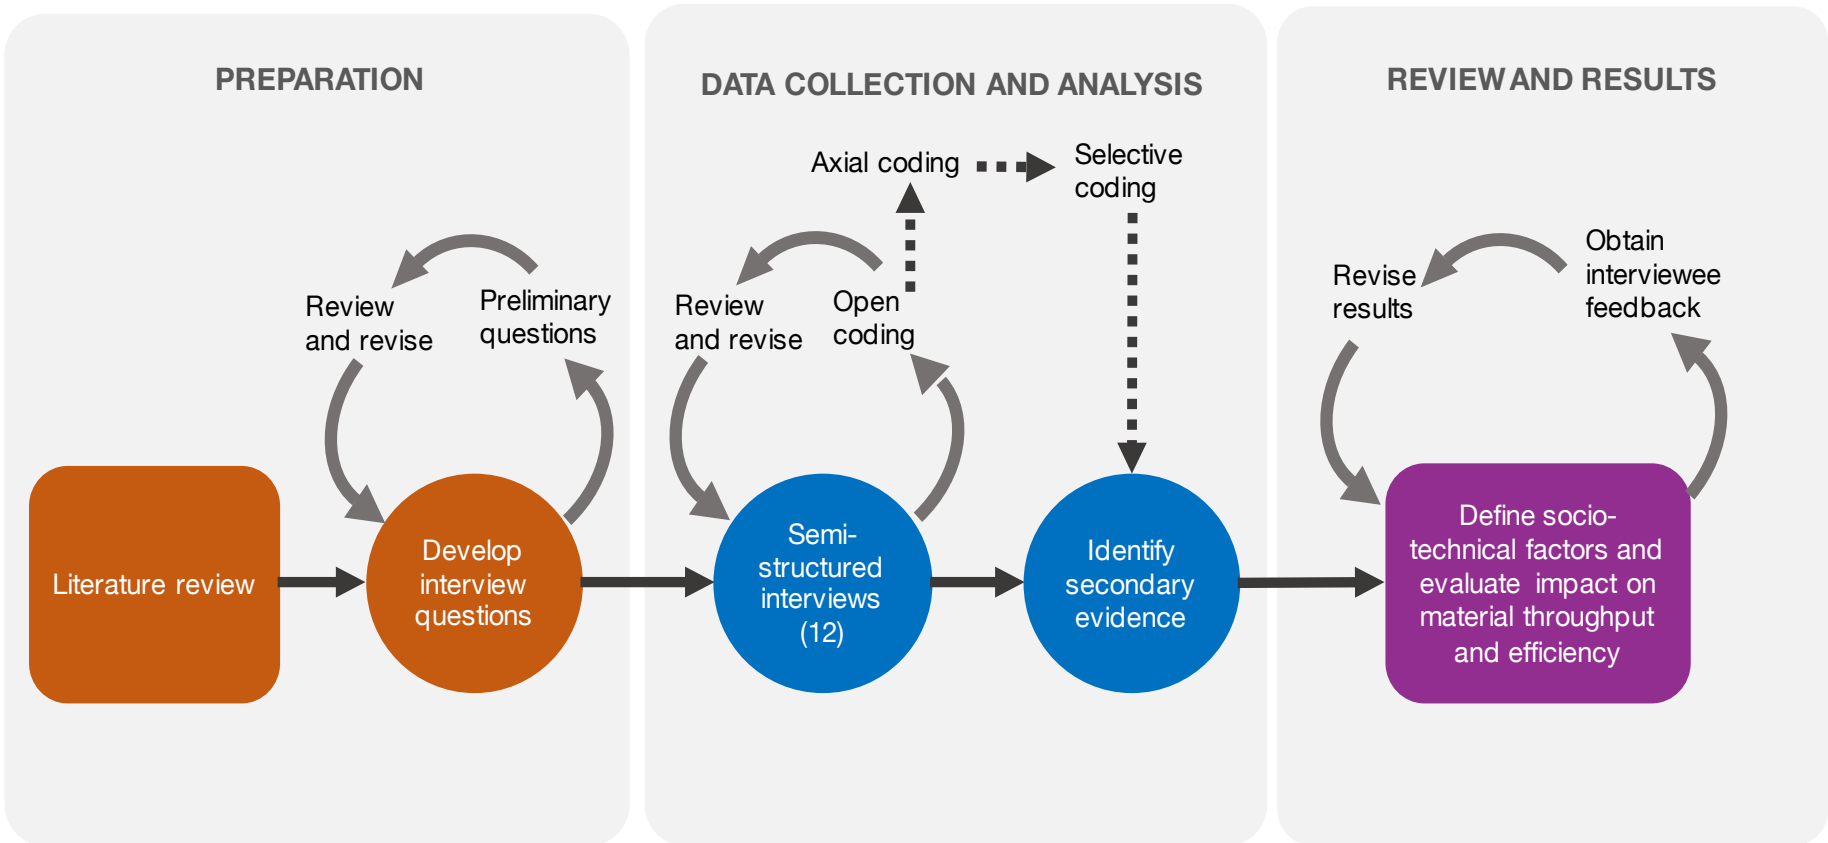 PREPARATION
Review
and revise
Preliminary
questions
Literature review
Develop
interview
questions
DATA COLLECTION AND ANALYSIS
Axial coding
Selective
coding
Review
and revise
Open
coding
Semi-
structured
interviews
(12)
Identify
secondary
evidence
REVIEW AND RESULTS
Revise
results
Obtain
interviewee
feedback
Define socio-
technical factors and
evaluate impact on
material throughput
and efficiency